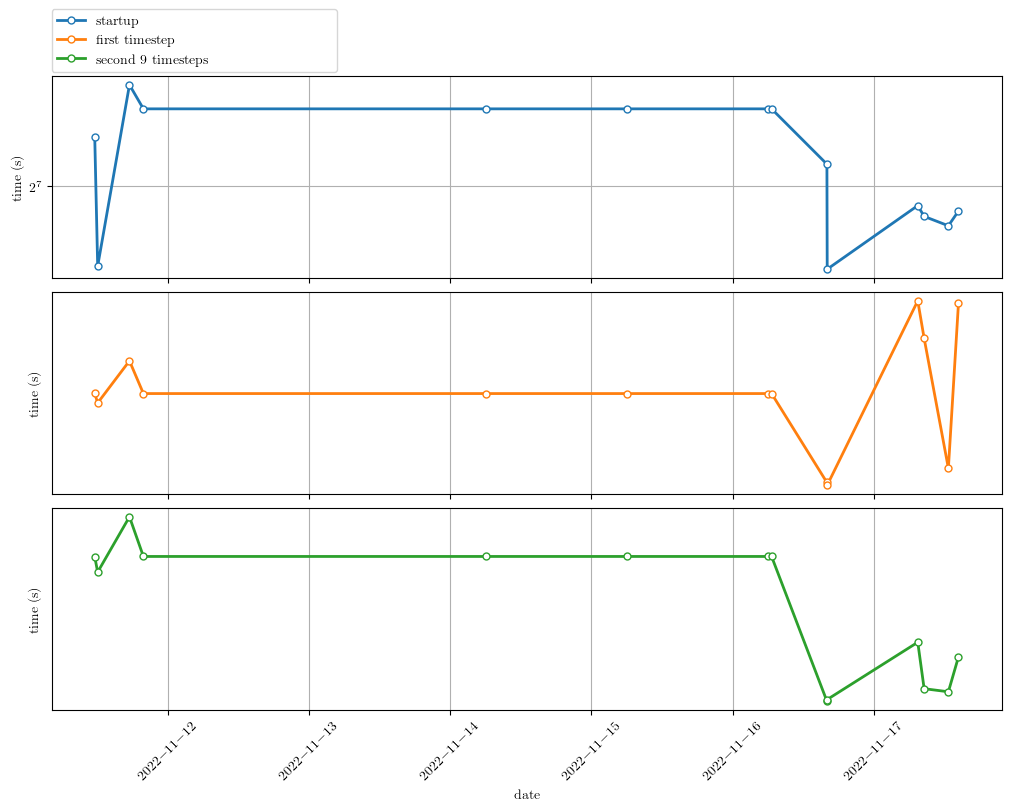 startup
first timestep
second 9 timesteps
time (s)
2⁷
time (s)
time (s)
2022−11−12
2022−11−13
2022−11−14
2022−11−15
2022−11−16
2022−11−17
date